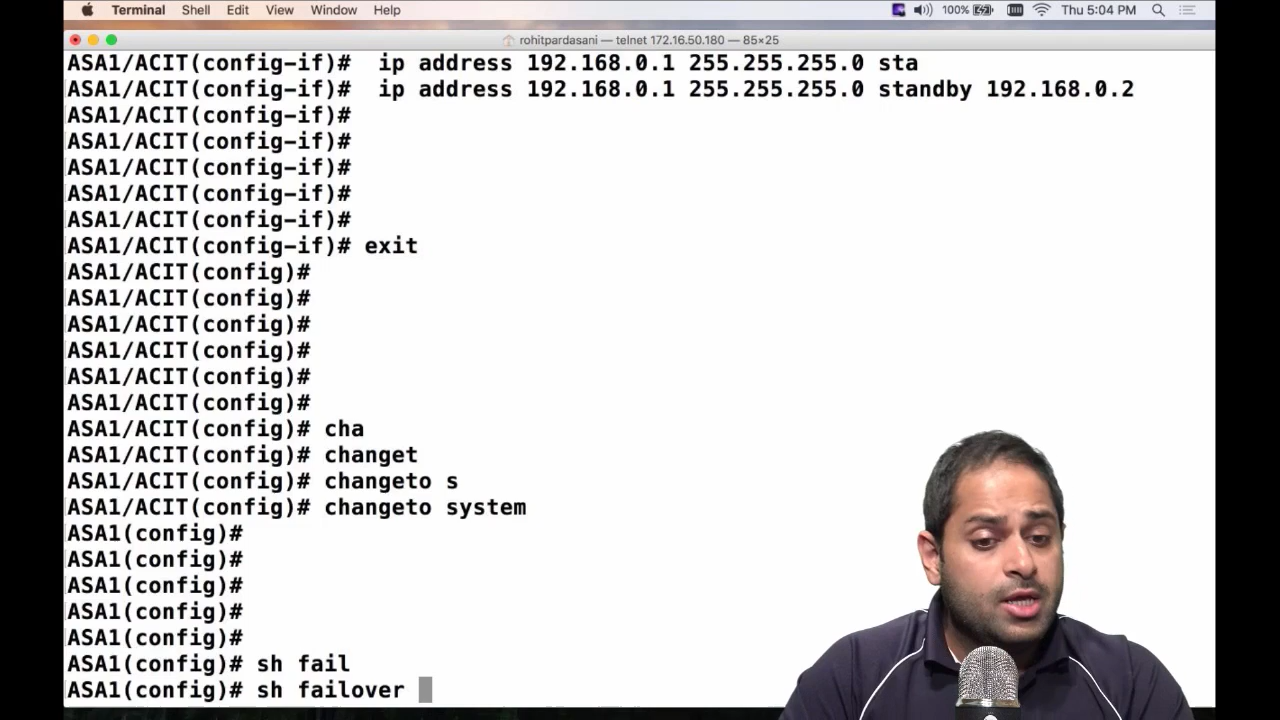 Terminal Shell Edit View Window Help 100% Thu 5:04 PM
rohitpardasani — telnet 172.16.50.180 — 85×25
ASA1/ACIT(config-if)#  ip address 192.168.0.1 255.255.255.0 sta
ASA1/ACIT(config-if)#  ip address 192.168.0.1 255.255.255.0 standby 192.168.0.2
ASA1/ACIT(config-if)#
ASA1/ACIT(config-if)#
ASA1/ACIT(config-if)#
ASA1/ACIT(config-if)#
ASA1/ACIT(config-if)#
ASA1/ACIT(config-if)# exit
ASA1/ACIT(config)#
ASA1/ACIT(config)#
ASA1/ACIT(config)#
ASA1/ACIT(config)#
ASA1/ACIT(config)#
ASA1/ACIT(config)#
ASA1/ACIT(config)# cha
ASA1/ACIT(config)# changet
ASA1/ACIT(config)# changeto s
ASA1/ACIT(config)# changeto system
ASA1(config)#
ASA1(config)#
ASA1(config)#
ASA1(config)#
ASA1(config)#
ASA1(config)# sh fail
ASA1(config)# sh failover